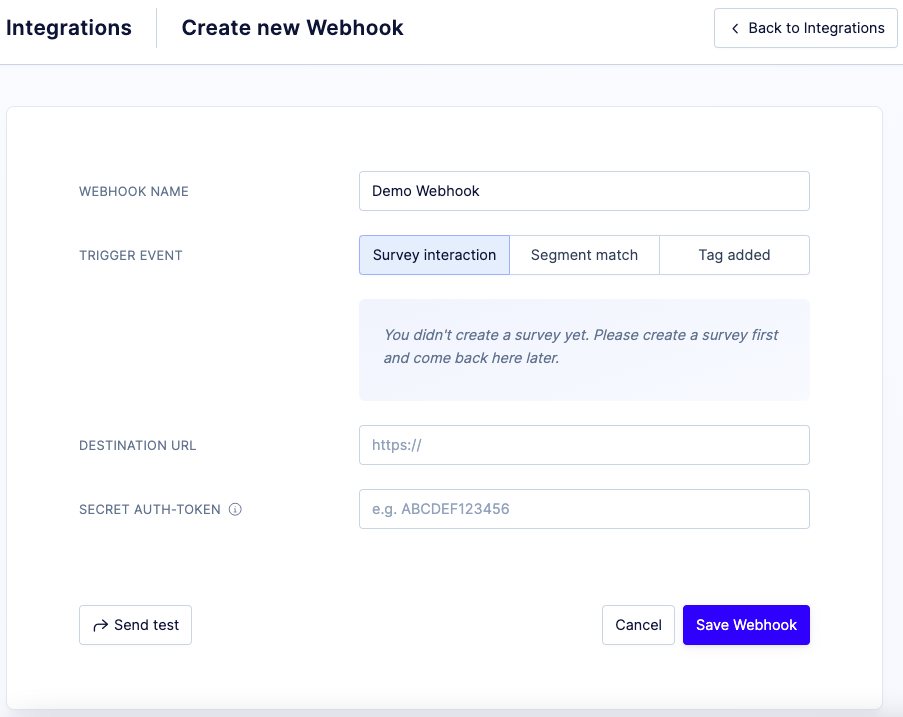 Integrations
Create new Webhook
Back to Integrations
WEBHOOK NAME
Demo Webhook
TRIGGER EVENT
Survey interaction
Segment match
Tag added
You didn't create a survey yet. Please create a survey first
and come back here later.
DESTINATION URL
https://
SECRET AUTH-TOKEN
e.g. ABCDEF123456
Send test
Cancel
Save Webhook